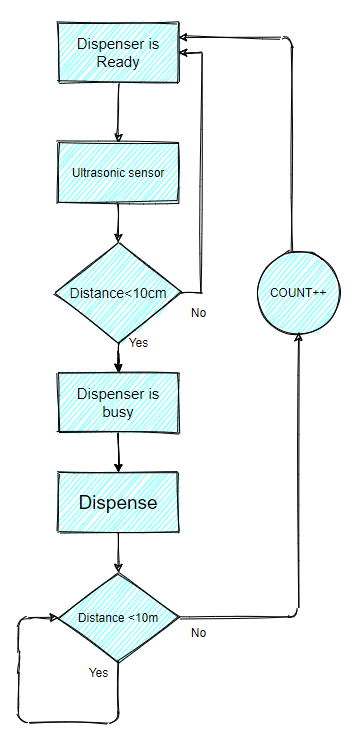 Dispenser is
Ready
Ultrasonic sensor
Distance<10cm
No
COUNT++
Yes
Dispenser is
busy
Dispense
Distance <10m
No
Yes